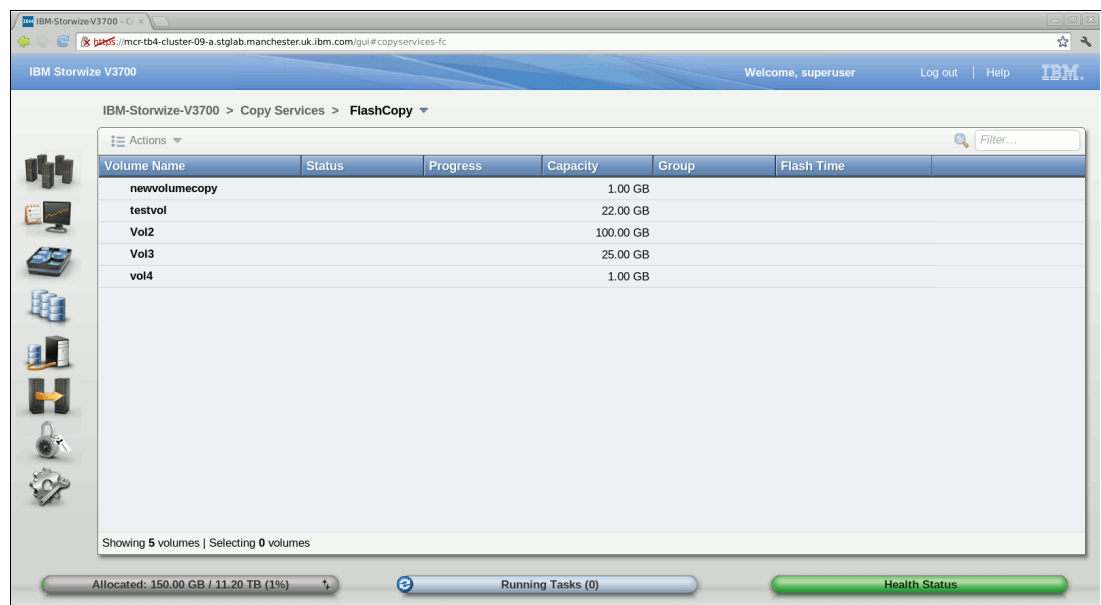 IBM-Storwize-V3700 - C
https://mcr-tb4-cluster-09-a.stglab.manchester.uk.ibm.com/gui#copyservices-fc
IBM Storwize V3700 Welcome, superuser Log out | Help IBM.
IBM-Storwize-V3700 > Copy Services > FlashCopy
Actions Filter...
Volume Name Status Progress Capacity Group Flash Time
newvolumecopy 1.00 GB
testvol 22.00 GB
Vol2 100.00 GB
Vol3 25.00 GB
vol4 1.00 GB
Showing 5 volumes | Selecting 0 volumes
Allocated: 150.00 GB / 11.20 TB (1%) Running Tasks (0) Health Status